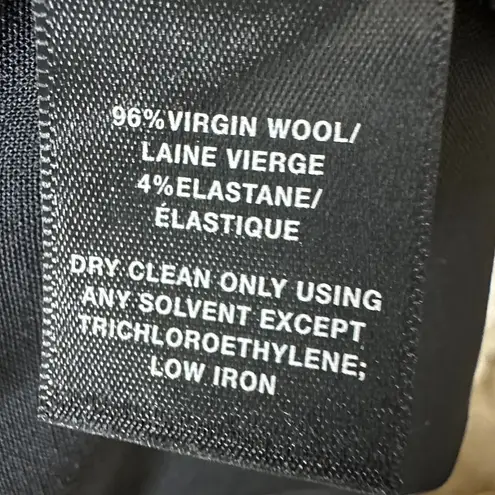 96%VIRGIN WOOL/
LAINE VIERGE
4%ELASTANE/
ÉLASTIQUE
DRY CLEAN ONLY USING
ANY SOLVENT EXCEPT
TRICHLOROETHYLENE;
LOW IRON